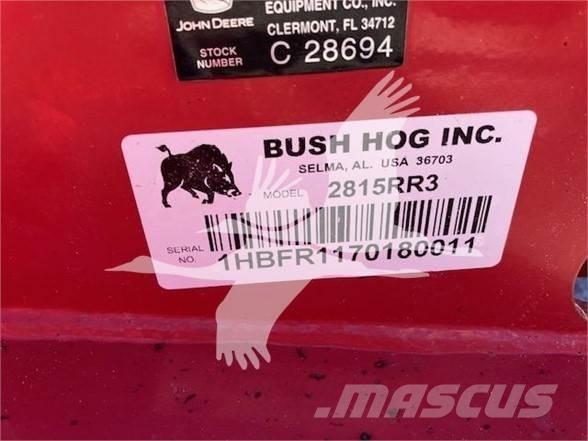 EQUIPMENT CO., INC.
JOHN DEERE
CLERMONT, FL 34712
STOCK NUMBER C 28694
BUSH HOG INC.
SELMA, AL. USA 36703
MODEL 2815RR3
SERIAL NO. 1HBFR1170180011
MASCUS